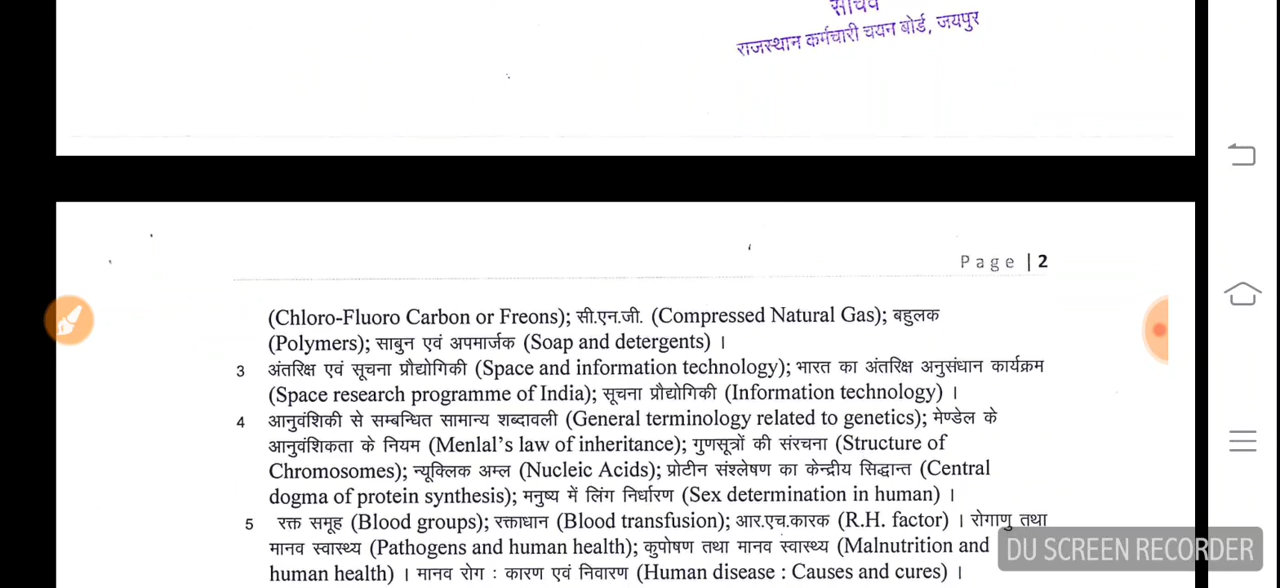 सचिव
राजस्थान कर्मचारी चयन बोर्ड, जयपुर
Page | 2
(Chloro-Fluoro Carbon or Freons); सी.एन.जी. (Compressed Natural Gas); बहुलक
(Polymers); साबुन एवं अपमार्जक (Soap and detergents) ।
3 अंतरिक्ष एवं सूचना प्रौद्योगिकी (Space and information technology); भारत का अंतरिक्ष अनुसंधान कार्यक्रम
(Space research programme of India); सूचना प्रौद्योगिकी (Information technology) ।
4 आनुवंशिकी से सम्बन्धित सामान्य शब्दावली (General terminology related to genetics); मेण्डेल के
आनुवंशिकता के नियम (Menlal's law of inheritance); गुणसूत्रों की संरचना (Structure of
Chromosomes); न्यूक्लिक अम्ल (Nucleic Acids); प्रोटीन संश्लेषण का केन्द्रीय सिद्धान्त (Central
dogma of protein synthesis); मनुष्य में लिंग निर्धारण (Sex determination in human) ।
5 रक्त समूह (Blood groups); रक्ताधान (Blood transfusion); आर.एच.कारक (R.H. factor) । रोगाणु तथा
मानव स्वास्थ्य (Pathogens and human health); कुपोषण तथा मानव स्वास्थ्य (Malnutrition and
human health) । मानव रोग : कारण एवं निवारण (Human disease : Causes and cures) ।
DU SCREEN RECORDER